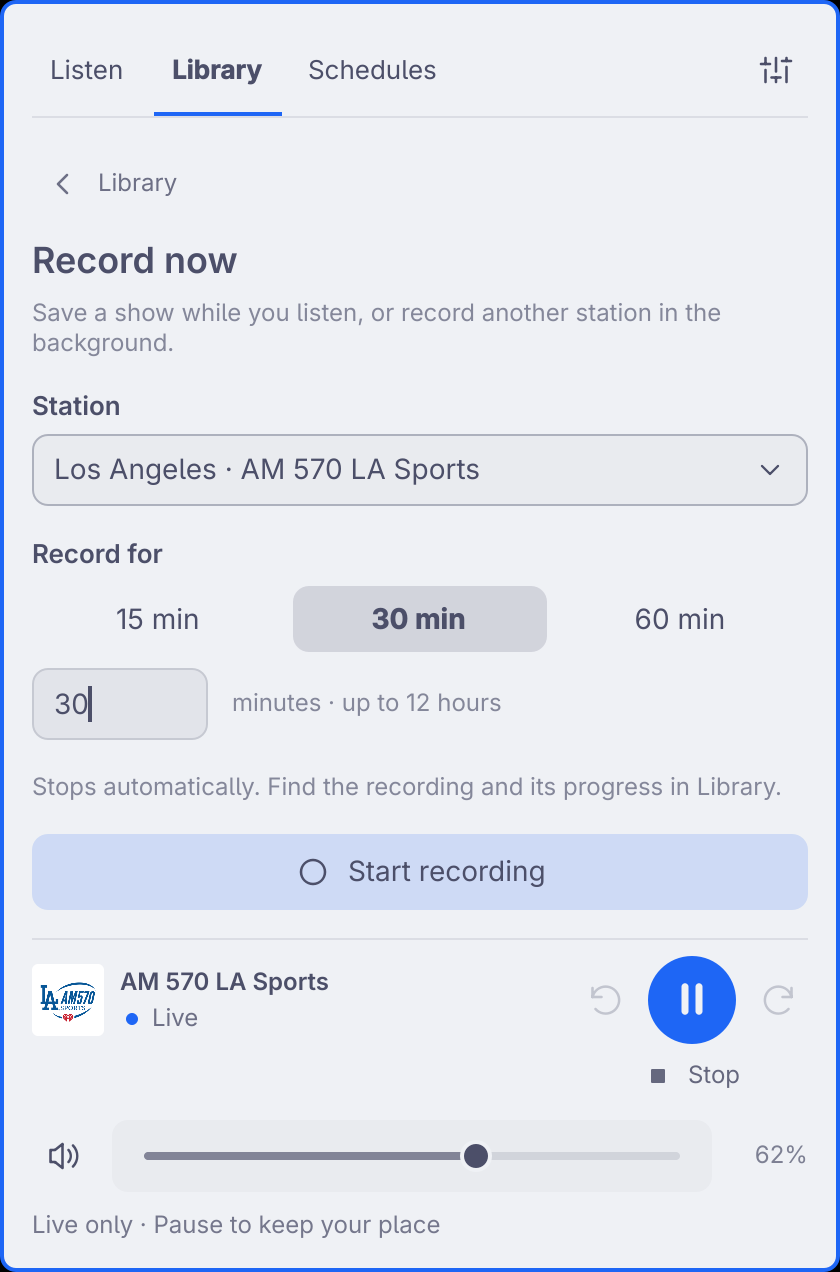 Listen Library Schedules
Library
Record now
Save a show while you listen, or record another station in the
background.
Station
Los Angeles · AM 570 LA Sports
Record for
15 min 30 min 60 min
30 minutes · up to 12 hours
Stops automatically. Find the recording and its progress in Library.
Start recording
LA AM570
SPORTS
AM 570 LA Sports
Live
Stop
62%
Live only · Pause to keep your place